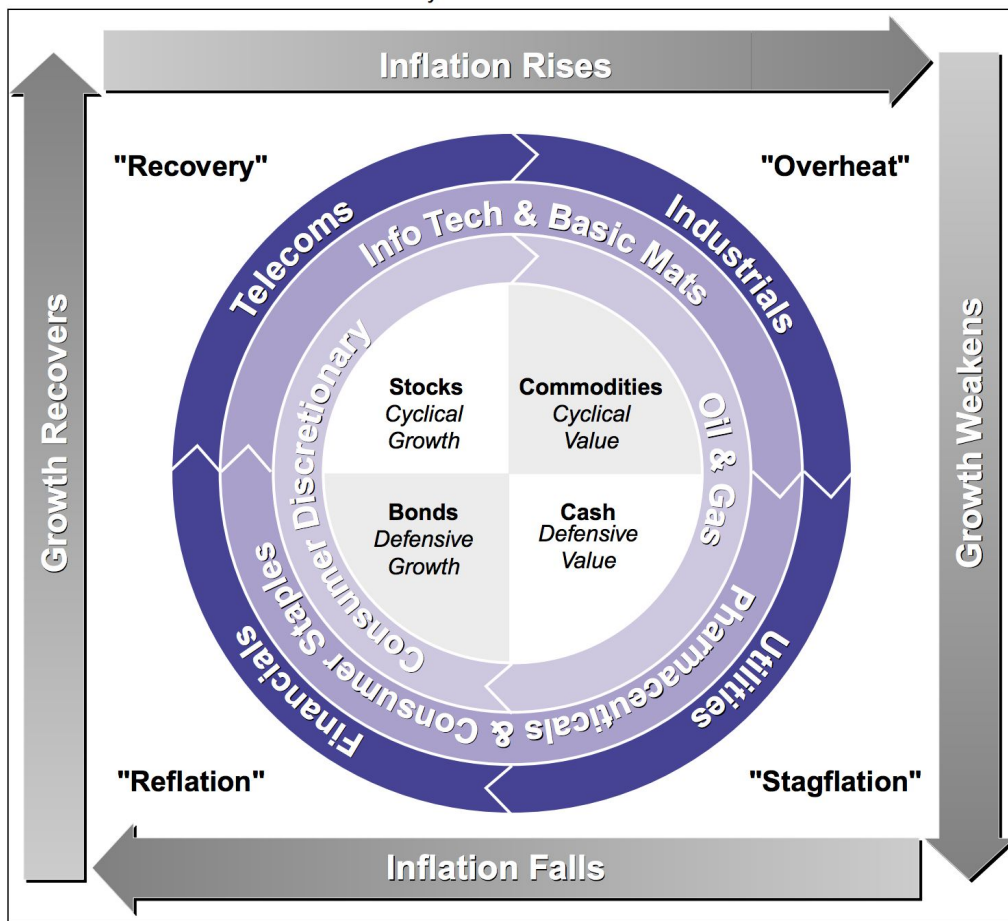 Inflation Rises
"Recovery"
"Overheat"
Growth Recovers
Growth Weakens
Telecoms
Industrials
Info Tech & Basic Mats
Consumer Discretionary
Oil & Gas
Stocks
Cyclical
Growth
Commodities
Cyclical
Value
Bonds
Defensive
Growth
Cash
Defensive
Value
Financials
Utilities
Pharmaceuticals & Consumer Staples
"Reflation"
"Stagflation"
Inflation Falls